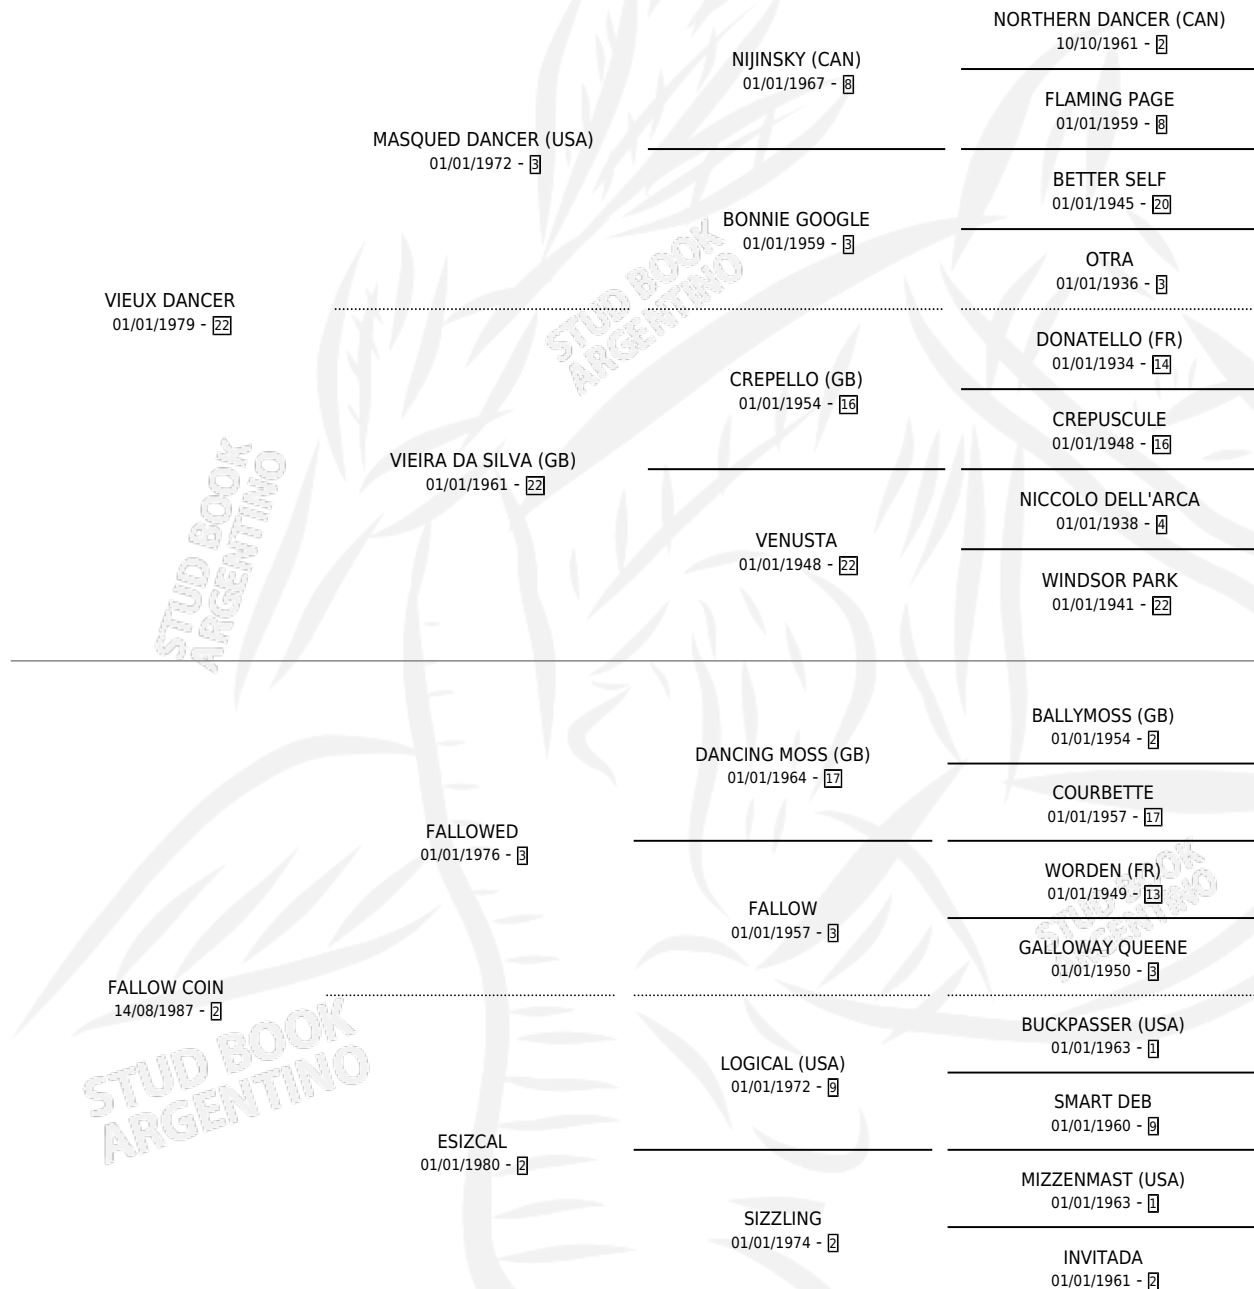 VIEUX DANCER
01/01/1979 - 22
MASQUED DANCER (USA)
01/01/1972 - 3
VIEIRA DA SILVA (GB)
01/01/1961 - 22
NIJINSKY (CAN)
01/01/1967 - 8
BONNIE GOOGLE
01/01/1959 - 3
CREPELLO (GB)
01/01/1954 - 16
VENUSTA
01/01/1948 - 22
NORTHERN DANCER (CAN)
10/10/1961 - 2
FLAMING PAGE
01/01/1959 - 8
BETTER SELF
01/01/1945 - 20
OTRA
01/01/1936 - 3
DONATELLO (FR)
01/01/1934 - 14
CREPUSCULE
01/01/1948 - 16
NICCOLO DELL'ARCA
01/01/1938 - 4
WINDSOR PARK
01/01/1941 - 22
FALLOW COIN
14/08/1987 - 2
FALLOWED
01/01/1976 - 3
ESIZCAL
01/01/1980 - 2
DANCING MOSS (GB)
01/01/1964 - 17
FALLOW
01/01/1957 - 3
LOGICAL (USA)
01/01/1972 - 9
SIZZLING
01/01/1974 - 2
BALLYMOSS (GB)
01/01/1954 - 2
COURBETTE
01/01/1957 - 17
WORDEN (FR)
01/01/1949 - 13
GALLOWAY QUEENE
01/01/1950 - 3
BUCKPASSER (USA)
01/01/1963 - 1
SMART DEB
01/01/1960 - 9
MIZZENMAST (USA)
01/01/1963 - 1
INVITADA
01/01/1961 - 2
STUD BOOK
ARGENTINO
STUD BOOK
ARGENTINO
STUD BOOK
ARGENTINO
STUD BOOK
ARGENTINO